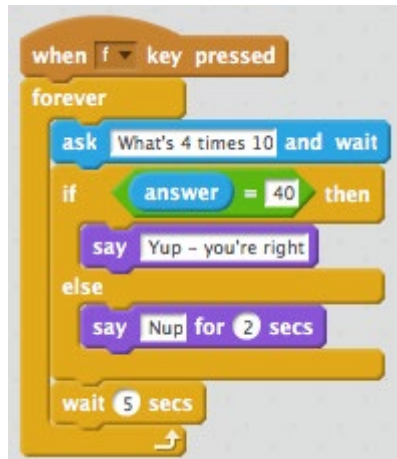 when f key pressed
forever
ask What's 4 times 10 and wait
if answer = 40 then
say Yup – you're right
else
say Nup for 2 secs
wait 5 secs